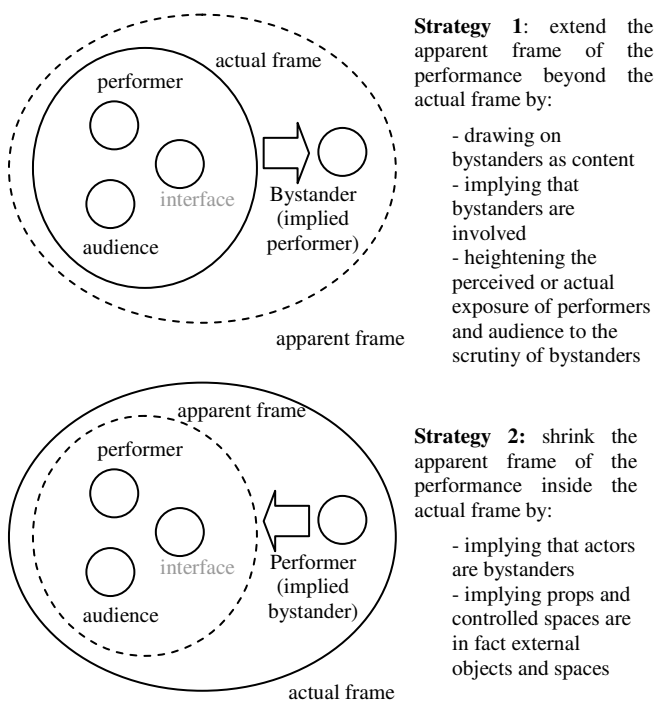 actual frame
performer
interface
audience
Bystander
(implied
performer)
apparent frame
Strategy 1: extend the
apparent frame of the
performance beyond the
actual frame by:
- drawing on
bystanders as content
- implying that
bystanders are
involved
- heightening the
perceived or actual
exposure of performers
and audience to the
scrutiny of bystanders
apparent frame
performer
interface
audience
Performer
(implied
bystander)
actual frame
Strategy 2: shrink the
apparent frame of the
performance inside the
actual frame by:
- implying that actors
are bystanders
- implying props and
controlled spaces are
in fact external
objects and spaces